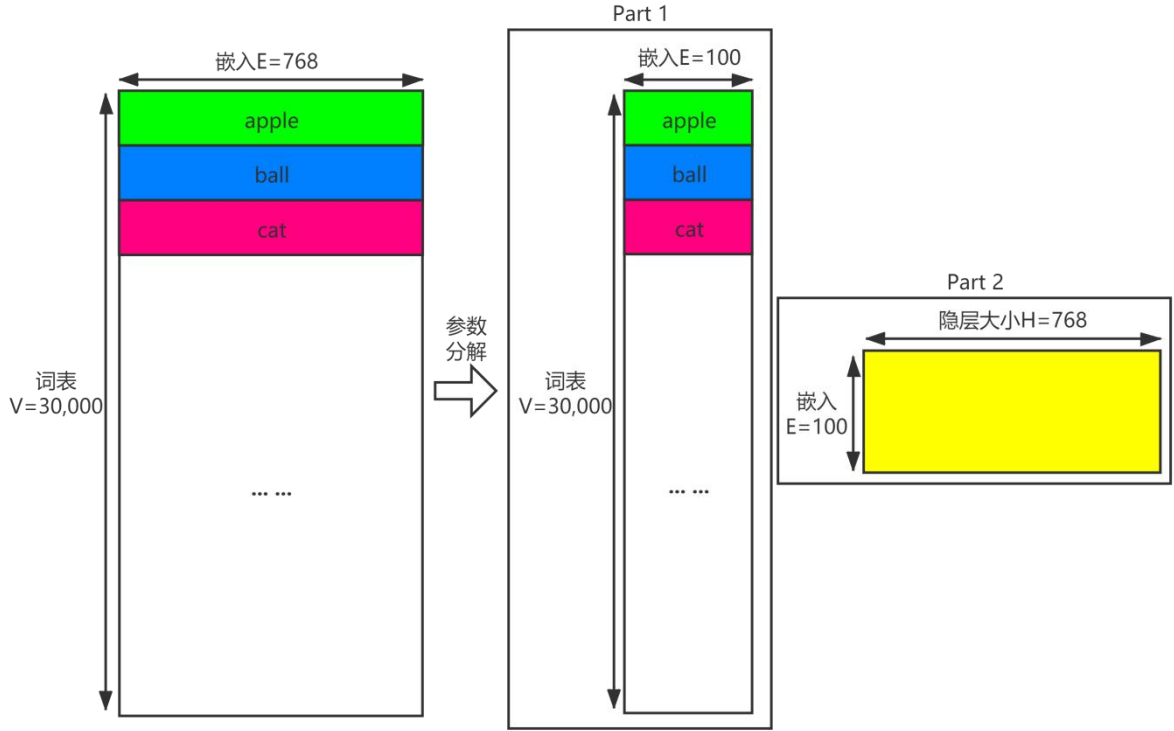 嵌入E=768
apple
ball
cat
... ...
词表
V=30,000
参数
分解
Part 1
嵌入E=100
apple
ball
cat
... ...
词表
V=30,000
Part 2
隐层大小H=768
嵌入
E=100